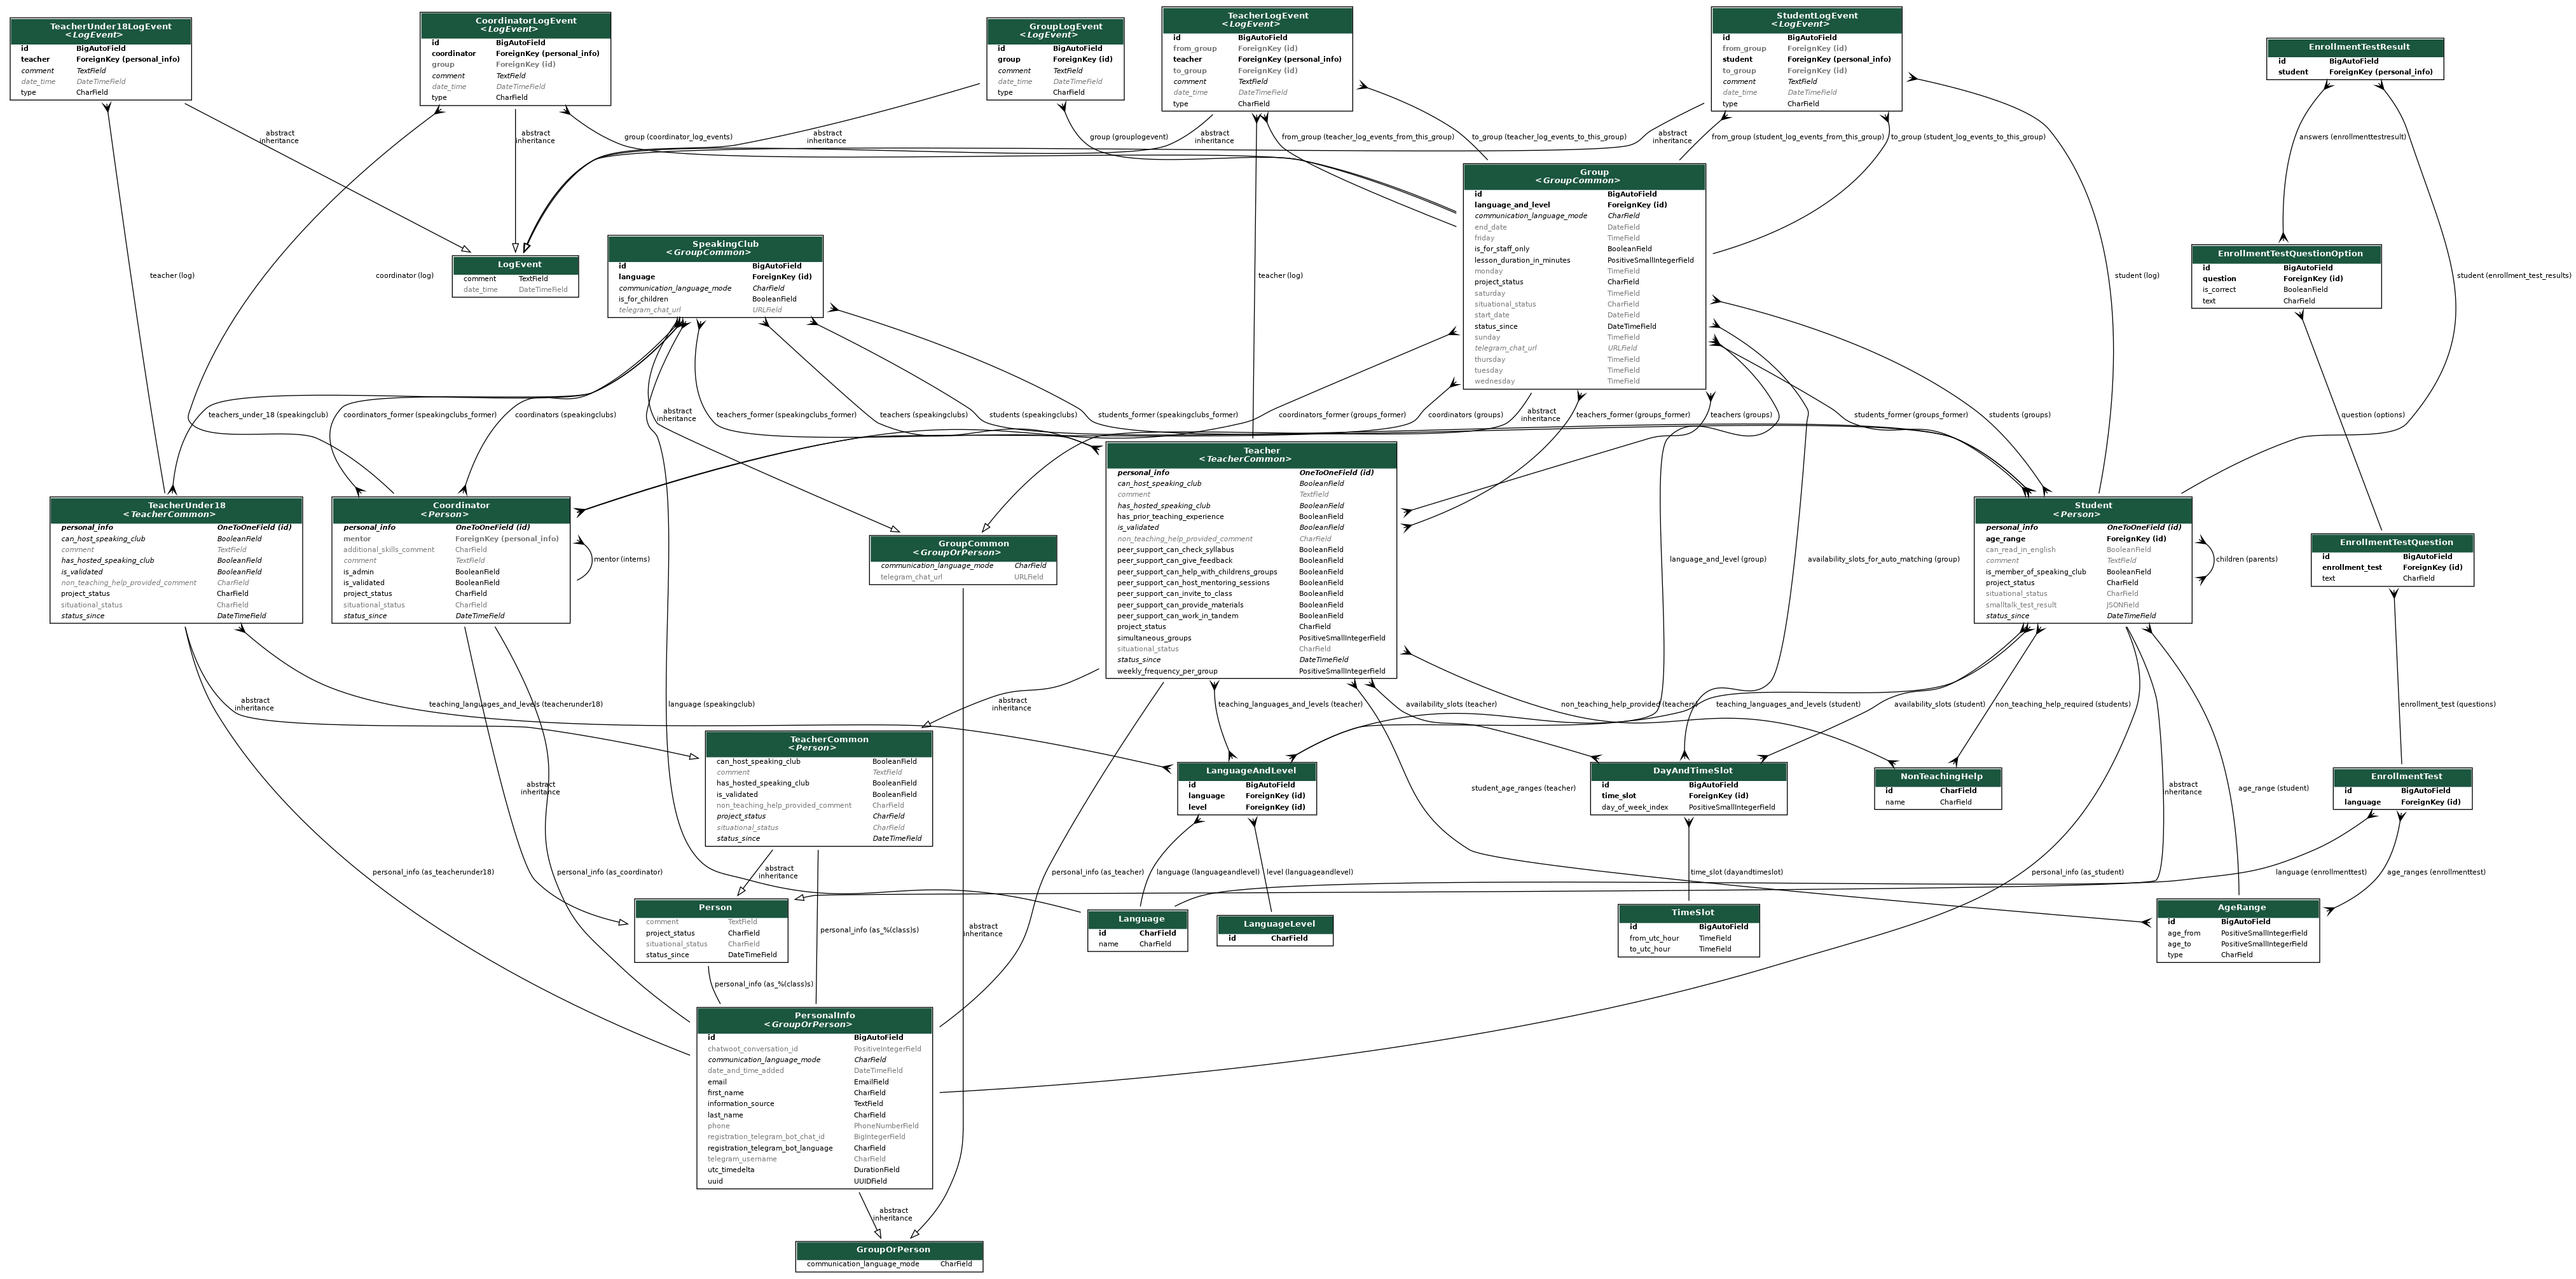 TeacherUnder18LogEvent
<LogEvent>
id BigAutoField
teacher ForeignKey (personal_info)
comment TextField
date_time DateTimeField
type CharField
CoordinatorLogEvent
<LogEvent>
id BigAutoField
coordinator ForeignKey (personal_info)
group ForeignKey (id)
comment TextField
date_time DateTimeField
type CharField
GroupLogEvent
<LogEvent>
id BigAutoField
group ForeignKey (id)
comment TextField
date_time DateTimeField
type CharField
TeacherLogEvent
<LogEvent>
id BigAutoField
from_group ForeignKey (id)
teacher ForeignKey (personal_info)
to_group ForeignKey (id)
comment TextField
date_time DateTimeField
type CharField
StudentLogEvent
<LogEvent>
id BigAutoField
from_group ForeignKey (id)
student ForeignKey (personal_info)
to_group ForeignKey (id)
comment TextField
date_time DateTimeField
type CharField
EnrollmentTestResult
id BigAutoField
student ForeignKey (personal_info)
abstract
inheritance
abstract
inheritance
group (coordinator_log_events)
abstract
inheritance
group (grouplogevent)
abstract
inheritance
from_group (teacher_log_events_from_this_group)
to_group (teacher_log_events_to_this_group)
abstract
inheritance
from_group (student_log_events_from_this_group)
to_group (student_log_events_to_this_group)
answers (enrollmenttestresult)
teacher (log)
coordinator (log)
LogEvent
comment TextField
date_time DateTimeField
SpeakingClub
<GroupCommon>
id BigAutoField
language ForeignKey (id)
communication_language_mode CharField
is_for_children BooleanField
telegram_chat_url URLField
teacher (log)
Group
<GroupCommon>
id BigAutoField
language_and_level ForeignKey (id)
communication_language_mode CharField
end_date DateField
friday TimeField
is_for_staff_only BooleanField
lesson_duration_in_minutes PositiveSmallIntegerField
monday TimeField
project_status CharField
saturday TimeField
situational_status CharField
start_date DateField
status_since DateTimeField
sunday TimeField
telegram_chat_url URLField
thursday TimeField
tuesday TimeField
wednesday TimeField
student (log)
EnrollmentTestQuestionOption
id BigAutoField
question ForeignKey (id)
is_correct BooleanField
text CharField
student (enrollment_test_results)
teachers_under_18 (speakingclub)
coordinators_former (speakingclubs_former)
coordinators (speakingclubs)
abstract
inheritance
teachers_former (speakingclubs_former)
teachers (speakingclubs)
students (speakingclubs)
students_former (speakingclubs_former)
coordinators_former (groups_former)
coordinators (groups)
abstract
inheritance
teachers_former (groups_former)
teachers (groups)
students_former (groups_former)
students (groups)
question (options)
TeacherUnder18
<TeacherCommon>
personal_info OneToOneField (id)
can_host_speaking_club BooleanField
comment TextField
has_hosted_speaking_club BooleanField
is_validated BooleanField
non_teaching_help_provided_comment CharField
project_status CharField
situational_status CharField
status_since DateTimeField
Coordinator
<Person>
personal_info OneToOneField (id)
mentor ForeignKey (personal_info)
additional_skills_comment CharField
comment TextField
is_admin BooleanField
is_validated BooleanField
project_status CharField
situational_status CharField
status_since DateTimeField
mentor (interns)
GroupCommon
<GroupOrPerson>
communication_language_mode CharField
telegram_chat_url URLField
Teacher
<TeacherCommon>
personal_info OneToOneField (id)
can_host_speaking_club BooleanField
comment TextField
has_hosted_speaking_club BooleanField
has_prior_teaching_experience BooleanField
is_validated BooleanField
non_teaching_help_provided_comment CharField
peer_support_can_check_syllabus BooleanField
peer_support_can_give_feedback BooleanField
peer_support_can_help_with_childrens_groups BooleanField
peer_support_can_host_mentoring_sessions BooleanField
peer_support_can_invite_to_class BooleanField
peer_support_can_provide_materials BooleanField
peer_support_can_work_in_tandem BooleanField
project_status CharField
simultaneous_groups PositiveSmallIntegerField
situational_status CharField
status_since DateTimeField
weekly_frequency_per_group PositiveSmallIntegerField
language_and_level (group)
availability_slots_for_auto_matching (group)
Student
<Person>
personal_info OneToOneField (id)
age_range ForeignKey (id)
can_read_in_english BooleanField
comment TextField
is_member_of_speaking_club BooleanField
project_status CharField
situational_status CharField
smalltalk_test_result JSONField
status_since DateTimeField
children (parents)
EnrollmentTestQuestion
id BigAutoField
enrollment_test ForeignKey (id)
text CharField
abstract
inheritance
teaching_languages_and_levels (teacherunder18)
language (speakingclub)
abstract
inheritance
teaching_languages_and_levels (teacher)
availability_slots (teacher)
non_teaching_help_provided (teachers)
teaching_languages_and_levels (student)
availability_slots (student)
non_teaching_help_required (students)
enrollment_test (questions)
TeacherCommon
<Person>
can_host_speaking_club BooleanField
comment TextField
has_hosted_speaking_club BooleanField
is_validated BooleanField
non_teaching_help_provided_comment CharField
project_status CharField
situational_status CharField
status_since DateTimeField
abstract
inheritance
LanguageAndLevel
id BigAutoField
language ForeignKey (id)
level ForeignKey (id)
student_age_ranges (teacher)
DayAndTimeSlot
id BigAutoField
time_slot ForeignKey (id)
day_of_week_index PositiveSmallIntegerField
NonTeachingHelp
id CharField
name CharField
abstract
inheritance
age_range (student)
EnrollmentTest
id BigAutoField
language ForeignKey (id)
personal_info (as_teacherunder18)
personal_info (as_coordinator)
abstract
inheritance
personal_info (as_teacher)
language (languageandlevel)
level (languageandlevel)
time_slot (dayandtimeslot)
personal_info (as_student)
language (enrollmenttest)
age_ranges (enrollmenttest)
Person
comment TextField
project_status CharField
situational_status CharField
status_since DateTimeField
personal_info (as_%(class)s)
abstract
inheritance
Language
id CharField
name CharField
LanguageLevel
id CharField
TimeSlot
id BigAutoField
from_utc_hour TimeField
to_utc_hour TimeField
AgeRange
id BigAutoField
age_from PositiveSmallIntegerField
age_to PositiveSmallIntegerField
type CharField
personal_info (as_%(class)s)
PersonalInfo
<GroupOrPerson>
id BigAutoField
chatwoot_conversation_id PositiveIntegerField
communication_language_mode CharField
date_and_time_added DateTimeField
email EmailField
first_name CharField
information_source TextField
last_name CharField
phone PhoneNumberField
registration_telegram_bot_chat_id BigIntegerField
registration_telegram_bot_language CharField
telegram_username CharField
utc_timedelta DurationField
uuid UUIDField
abstract
inheritance
GroupOrPerson
communication_language_mode CharField